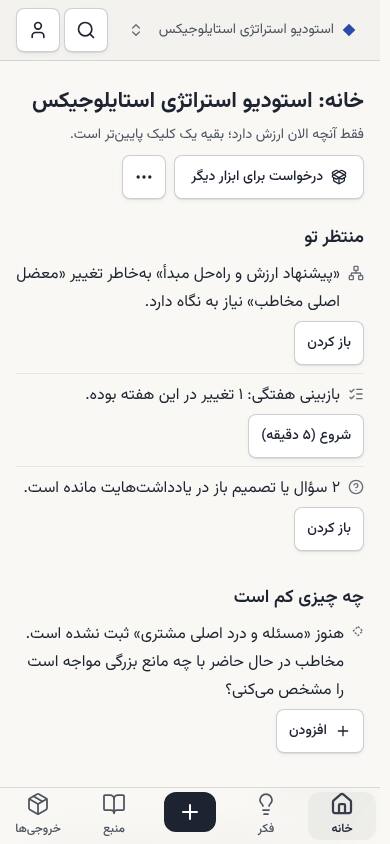 استودیو استراتژی استایلوجیکس
خانه: استودیو استراتژی استایلوجیکس
فقط آنچه الان ارزش دارد؛ بقیه یک کلیک پایین‌تر است.
درخواست برای ابزار دیگر
منتظر تو
«پیشنهاد ارزش و راه‌حل مبدأ» به‌خاطر تغییر «معضل
اصلی مخاطب» نیاز به نگاه دارد.
باز کردن
بازبینی هفتگی: ۱ تغییر در این هفته بوده.
شروع (۵ دقیقه)
۲ سؤال یا تصمیم باز در یادداشت‌هایت مانده است.
باز کردن
چه چیزی کم است
هنوز «مسئله و درد اصلی مشتری» ثبت نشده است.
مخاطب در حال حاضر با چه مانع بزرگی مواجه است
را مشخص می‌کنی؟
افزودن
خانه
فکر
منبع
خروجی‌ها